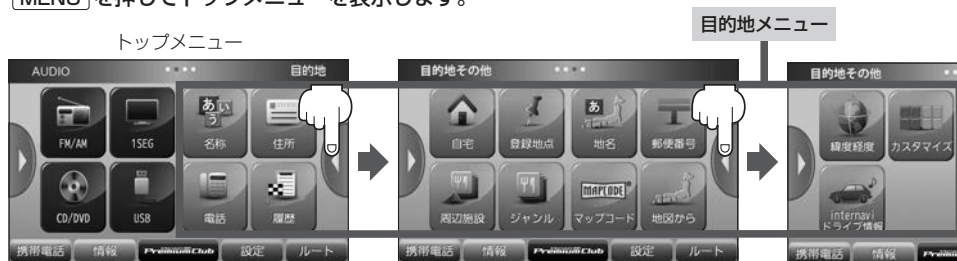 MENU を押してトップメニューを表示します。
目的地メニュー
トップメニュー
AUDIO 目的地
FM/AM 1SEG 名称 住所
CD/DVD USB 電話 履歴
携帯電話 情報 PremiumClub 設定 ルート
目的地その他
自宅 登録地点 地名 郵便番号
周辺施設 ジャンル マップコード 地図から
携帯電話 情報 PremiumClub 設定 ルート
目的地その他
緯度経度 カスタマイズ
internavi
ドライブ情報
携帯電話 情報
あ い
う
あ
MAPCODE